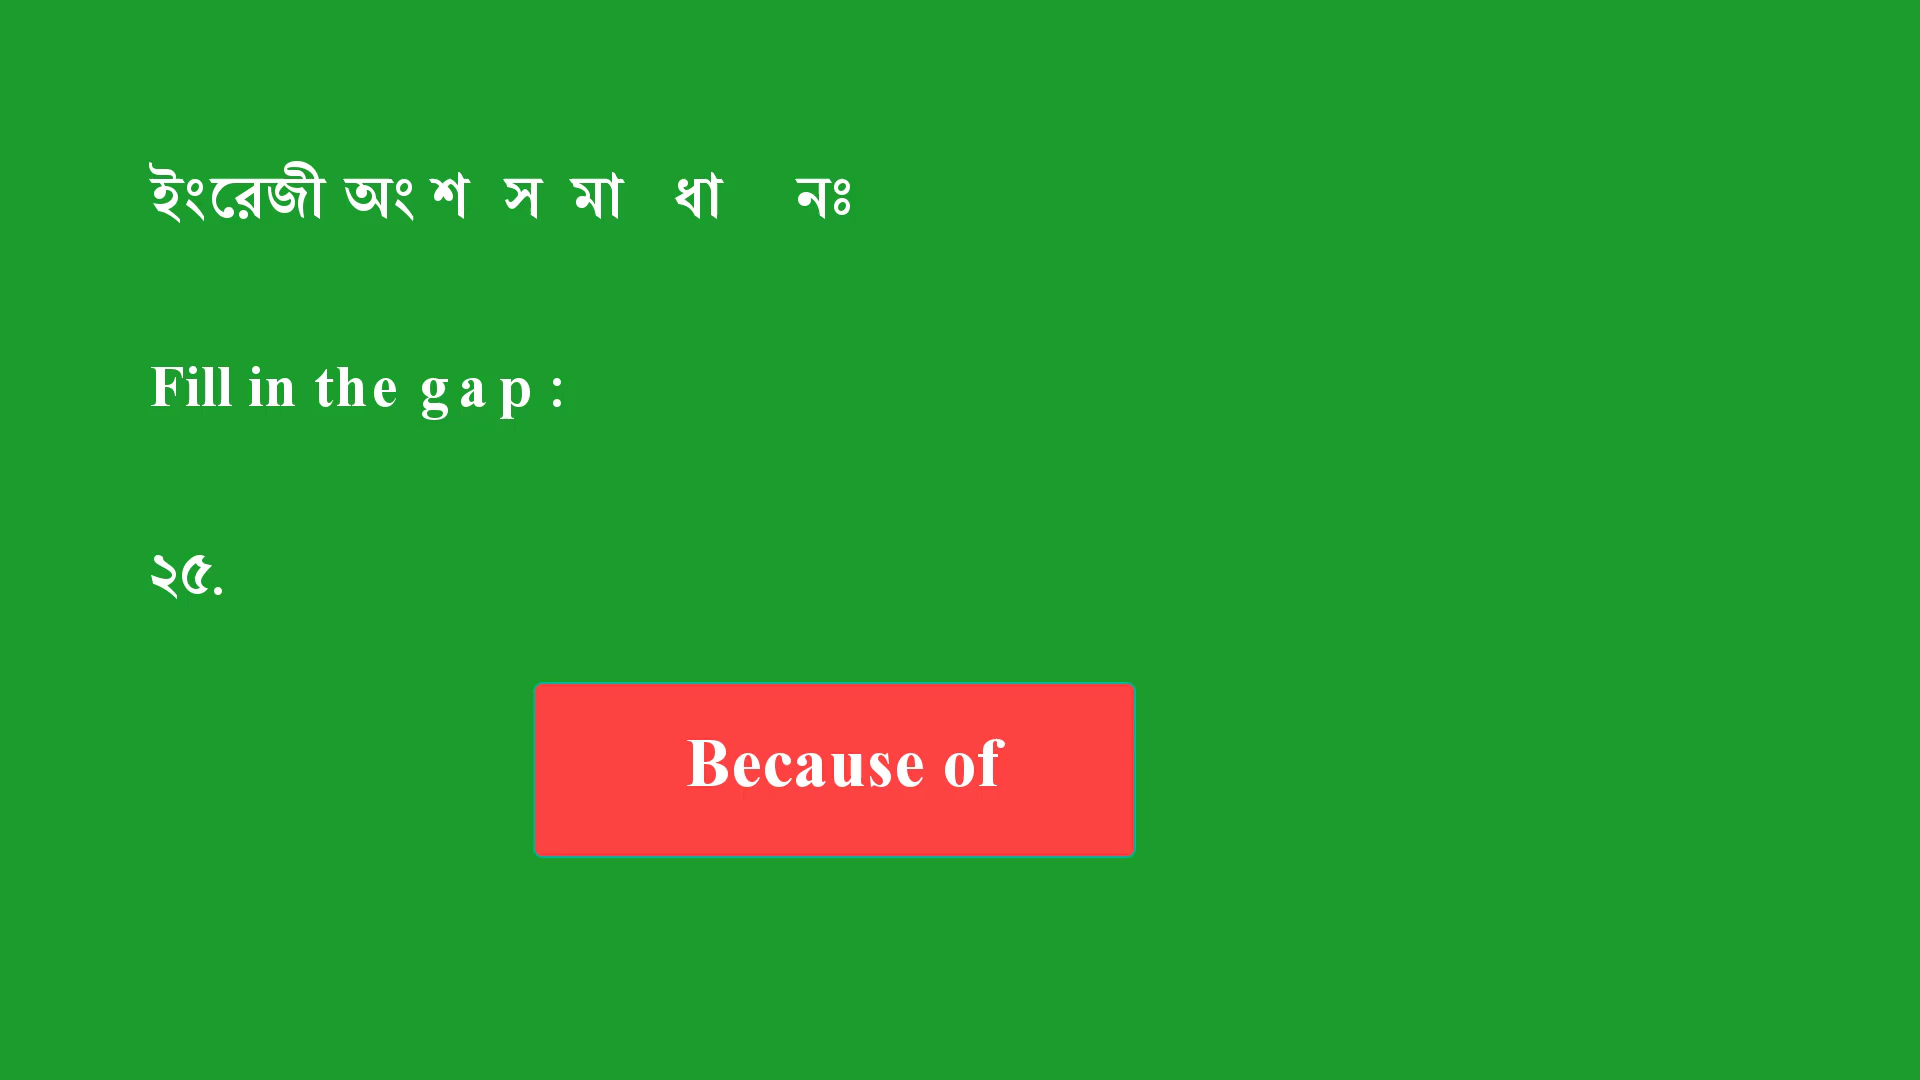 ইংরেজী অংশ সমাধানঃ
Fill in the gap :
২৫.
Because of